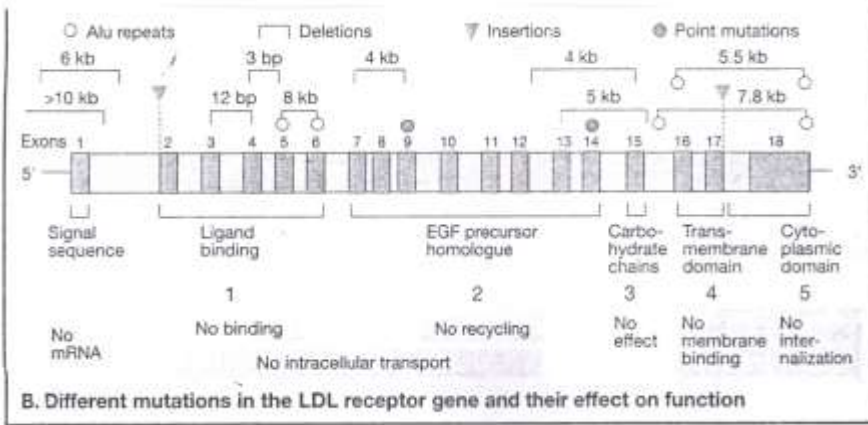 Alu repeats Deletions Insertions Point mutations
6 kb 3 bp 4 kb 4 kb 5.5 kb
>10 kb 12 bp 8 kb 5 kb 7.8 kb
Exons 1 2 3 4 5 6 7 8 9 10 11 12 13 14 15 16 17 18
5' 3'
Signal sequence
Ligand binding
EGF precursor homologue
Carbo-
hydrate
chains
Trans-
membrane
domain
Cyto-
plasmic
domain
1 2 3 4 5
No mRNA
No binding
No recycling
No effect
No membrane binding
No inter-
nalization
No intracellular transport
B. Different mutations in the LDL receptor gene and their effect on function